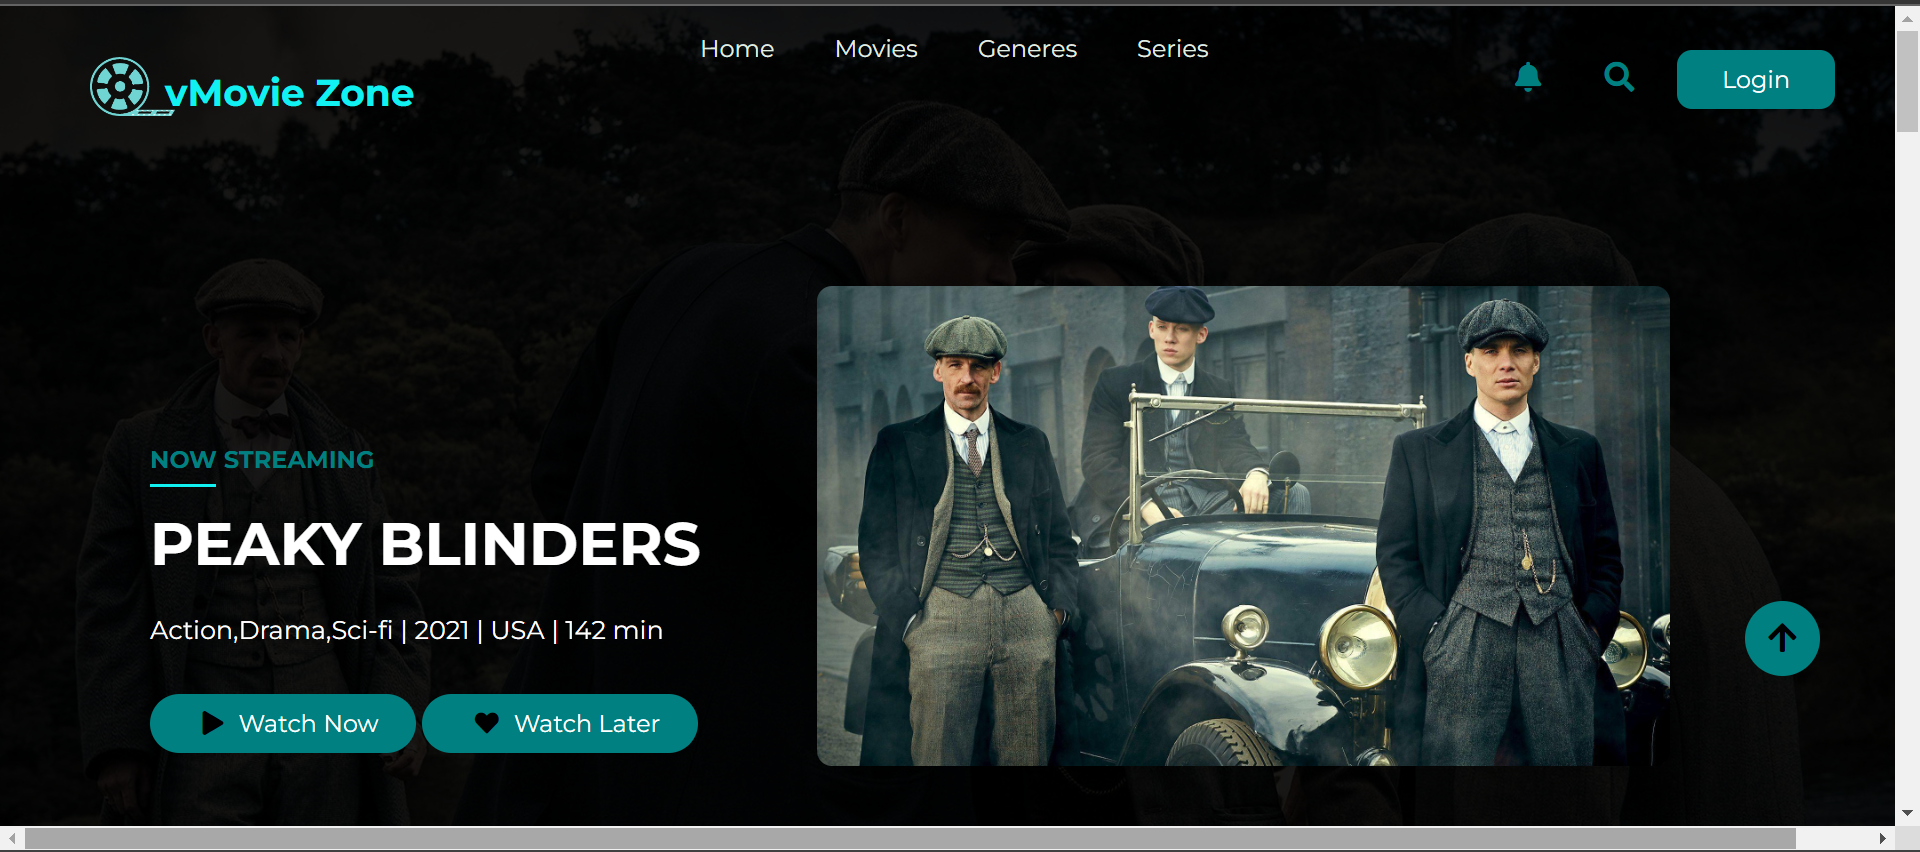 vMovie Zone
Home Movies Generes Series
Login
NOW STREAMING
PEAKY BLINDERS
Action,Drama,Sci-fi | 2021 | USA | 142 min
Watch Now Watch Later